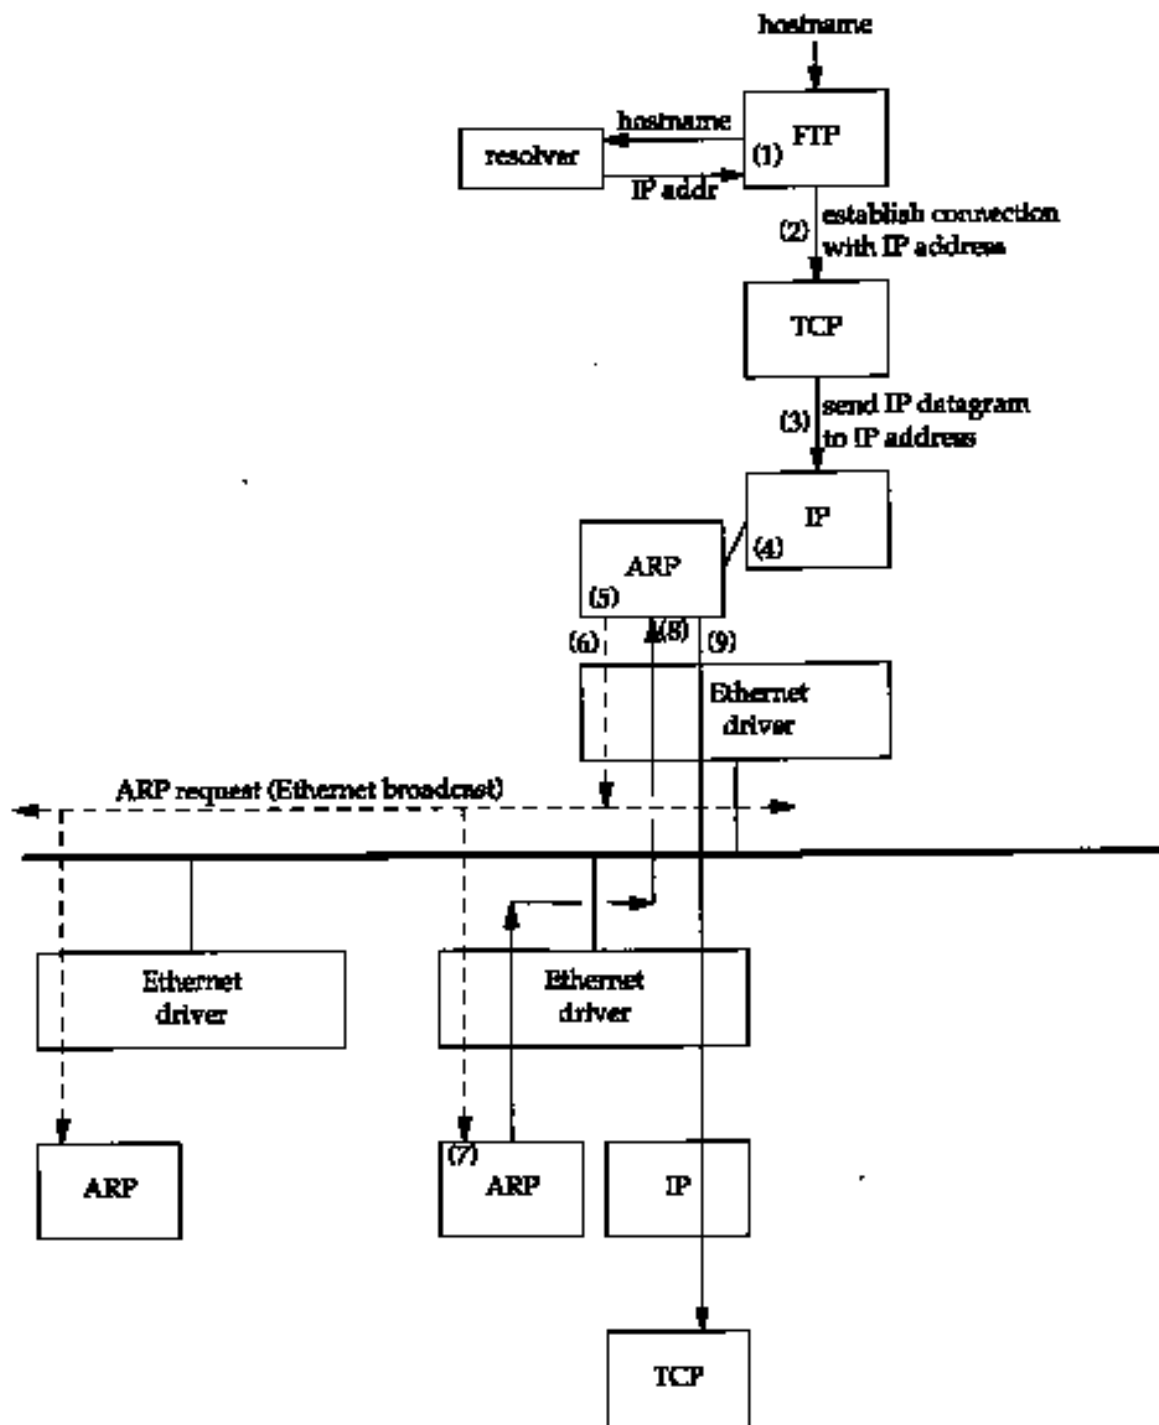 hostname
FTP
(1)
hostname
resolver
IP addr
(2)
establish connection
with IP address
TCP
(3)
send IP datagram
to IP address
IP
(4)
ARP
(5)
(6)
(8)
(9)
Ethernet
driver
ARP request (Ethernet broadcast)
Ethernet
driver
Ethernet
driver
ARP
(7)
ARP
IP
TCP